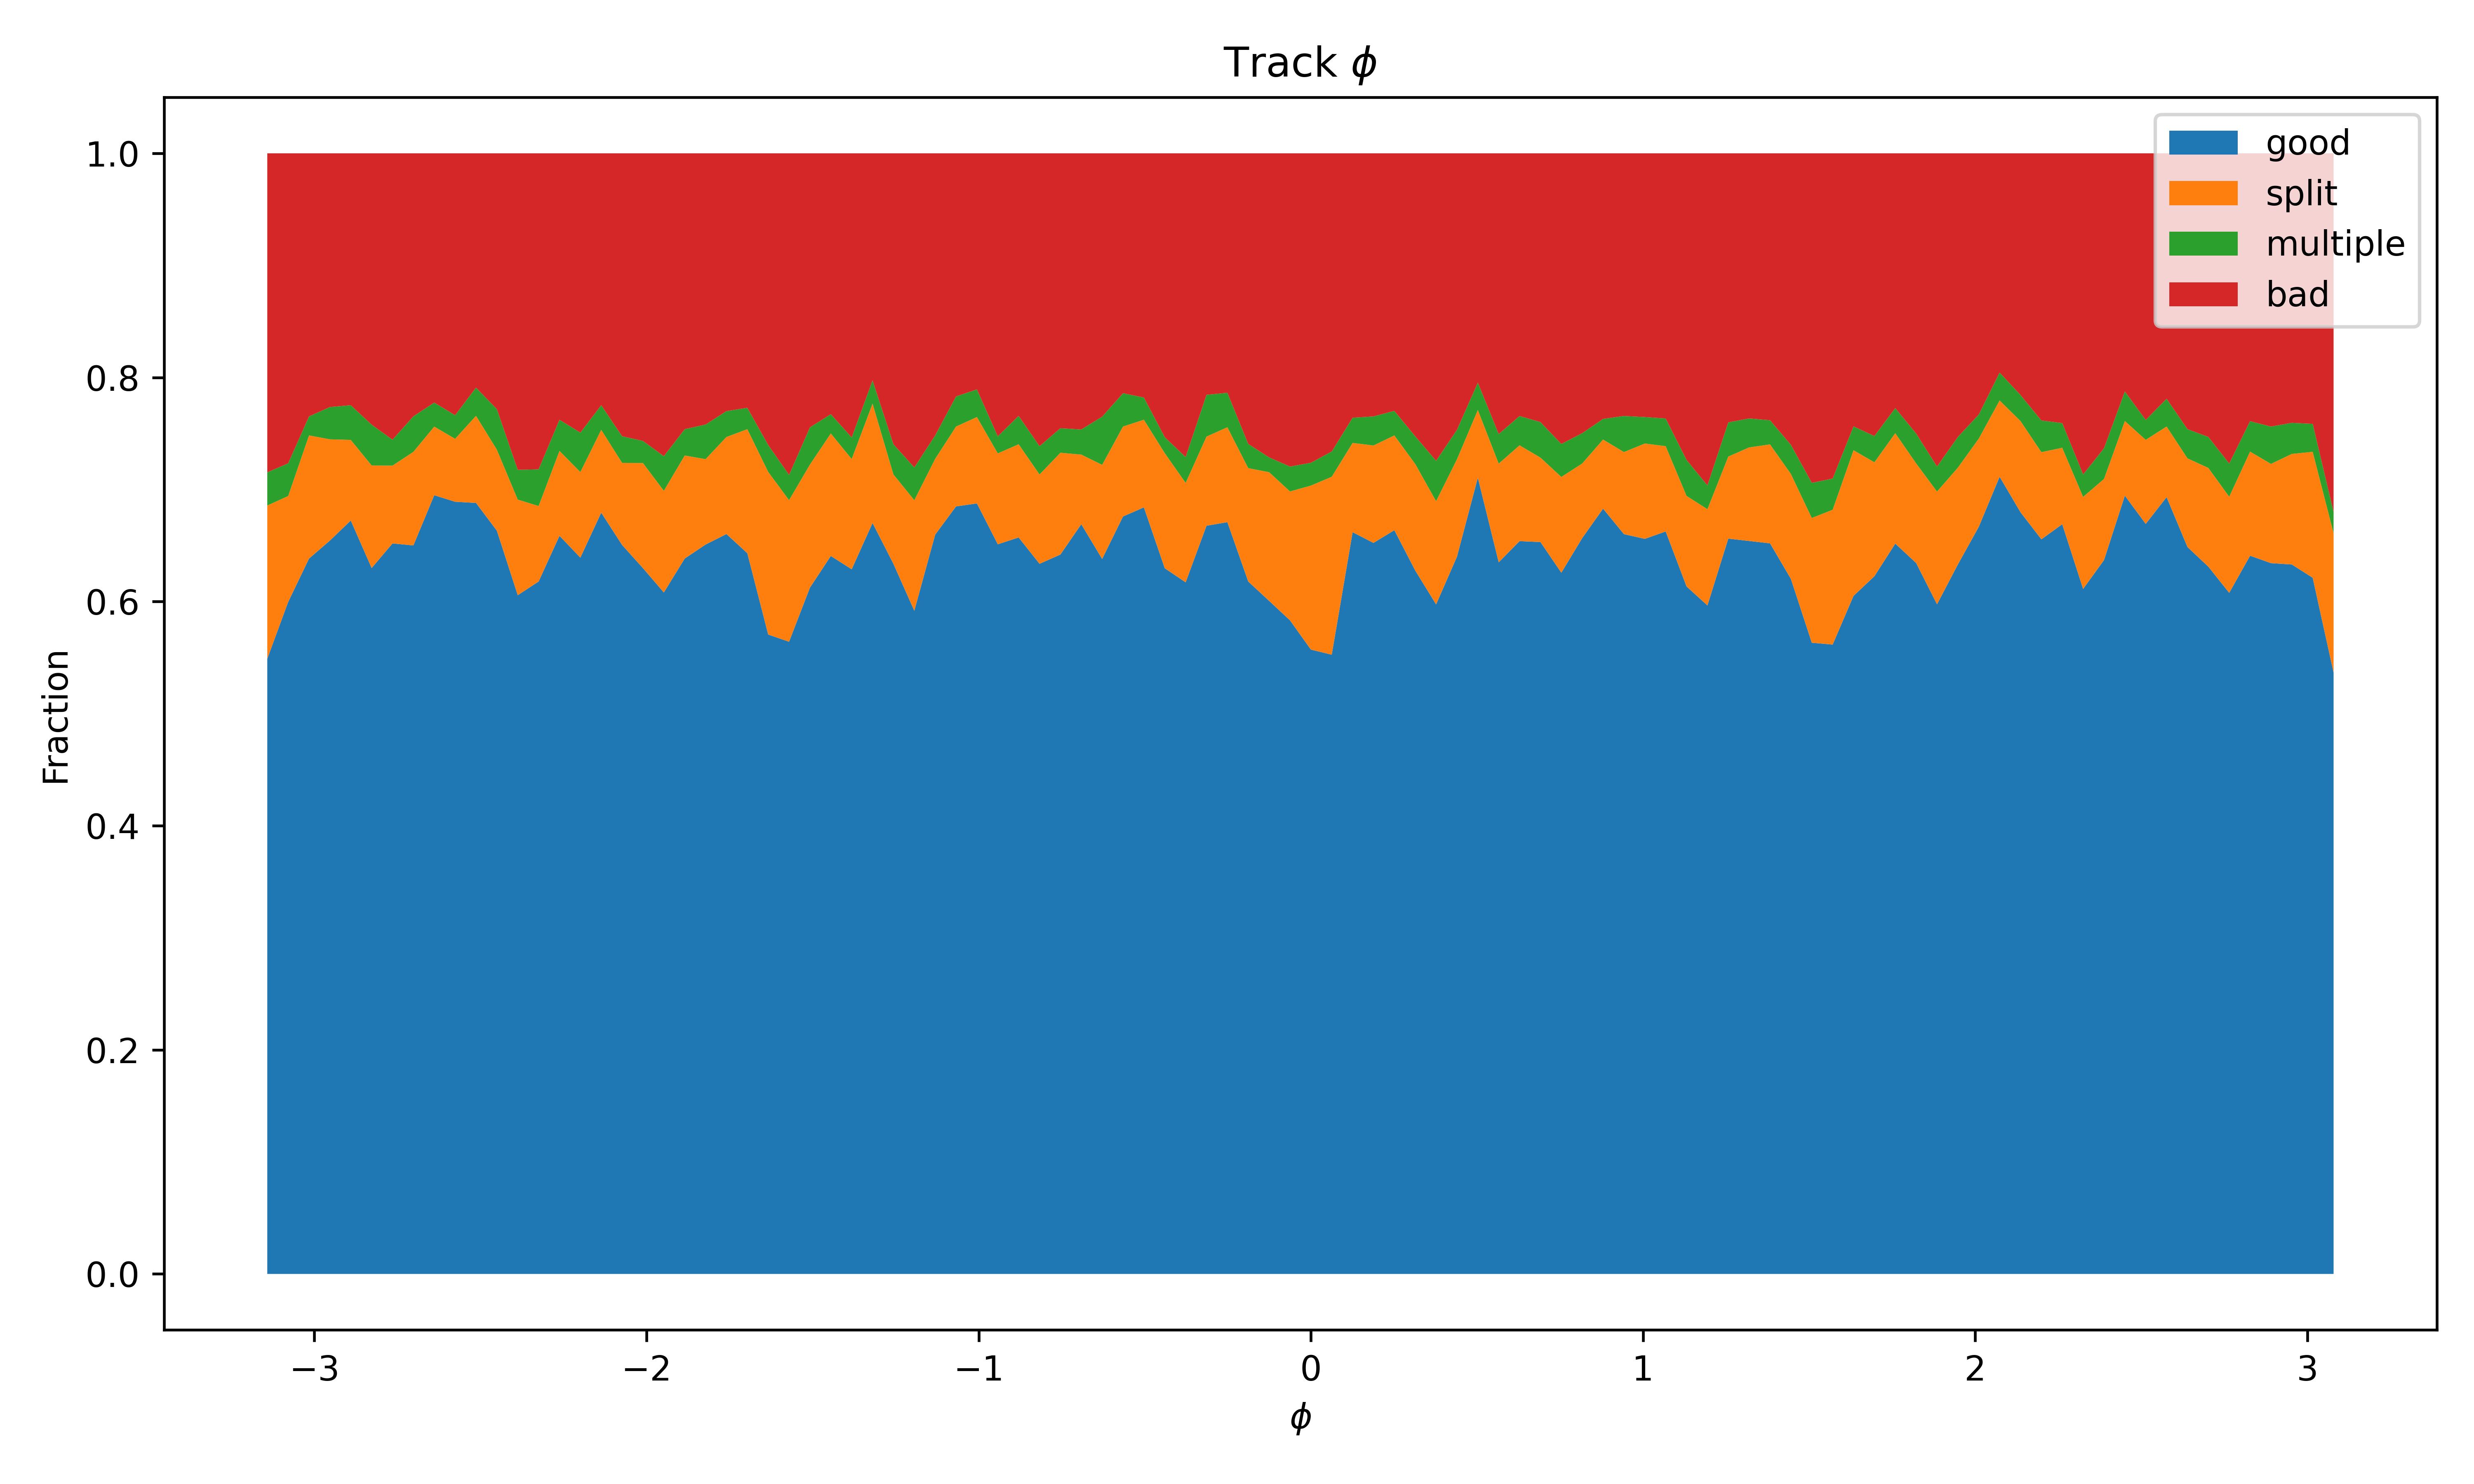 Track ϕ
1.0
0.8
0.6
0.4
0.2
0.0
Fraction
good
split
multiple
bad
−3 −2 −1 0 1 2 3
ϕ